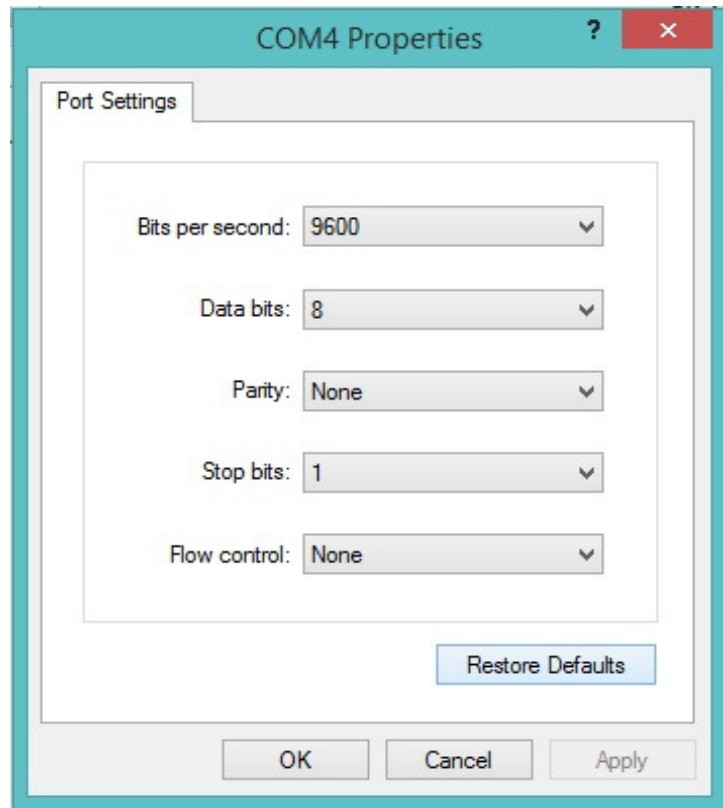 COM4 Properties ?
Port Settings
Bits per second: 9600
Data bits: 8
Parity: None
Stop bits: 1
Flow control: None
Restore Defaults
OK Cancel Apply